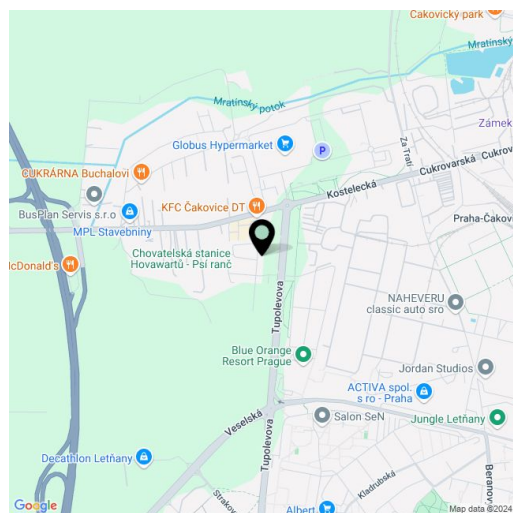 Cakovický park
Mratínský
Mratínský potok
Za Tratí
Zámek
Globus Hypermarket
P
CUKRÁRNA Buchalovi
Cukrovarská
Cukrov
Kostelecká
BusPlan Servis s.r.o
KFC Čakovice DT
MPL Stavebniny
Praha-Čakovi
Chovatelská stanice
Hovawartů - Psí ranč
McDonald's
Tupolevova
NAHEVERU
classic auto sro
Blue Orange
Resort Prague
Jordan Studios
ACTIVA spol.
s ro - Praha
Veselská
Salon SeN
Jungle Letňany
Decathlon Letňany
Tupolevova
Kladrubská
Beranov
Strakov
Albert
Google
Map data ©2024